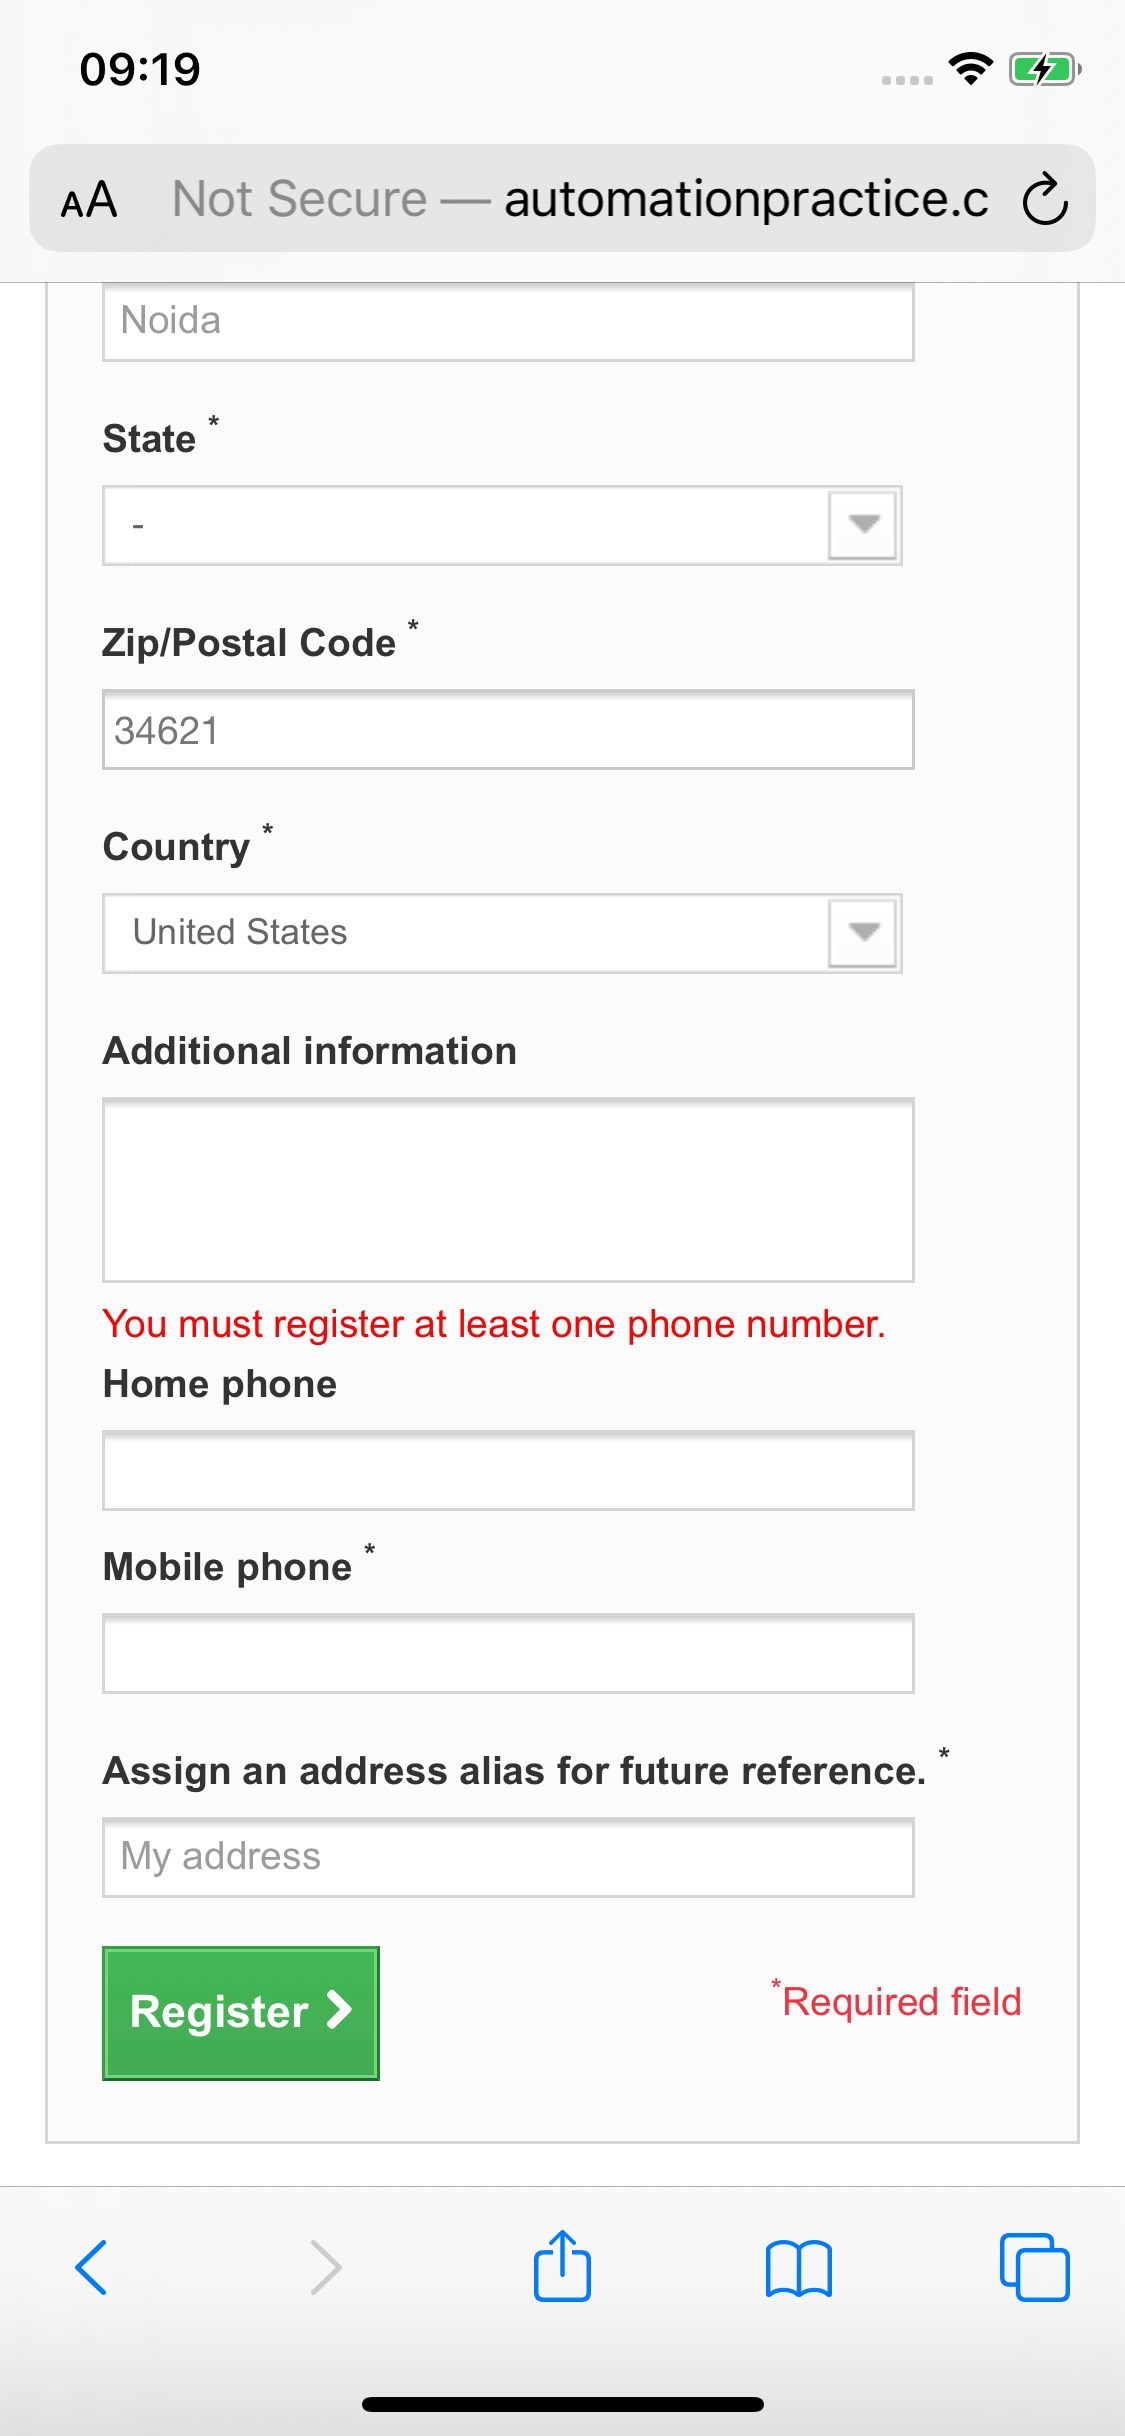 09:19
AA Not Secure — automationpractice.c
Noida
State *
-
Zip/Postal Code *
34621
Country *
United States
Additional information
You must register at least one phone number.
Home phone
Mobile phone *
Assign an address alias for future reference. *
My address
Register
*Required field